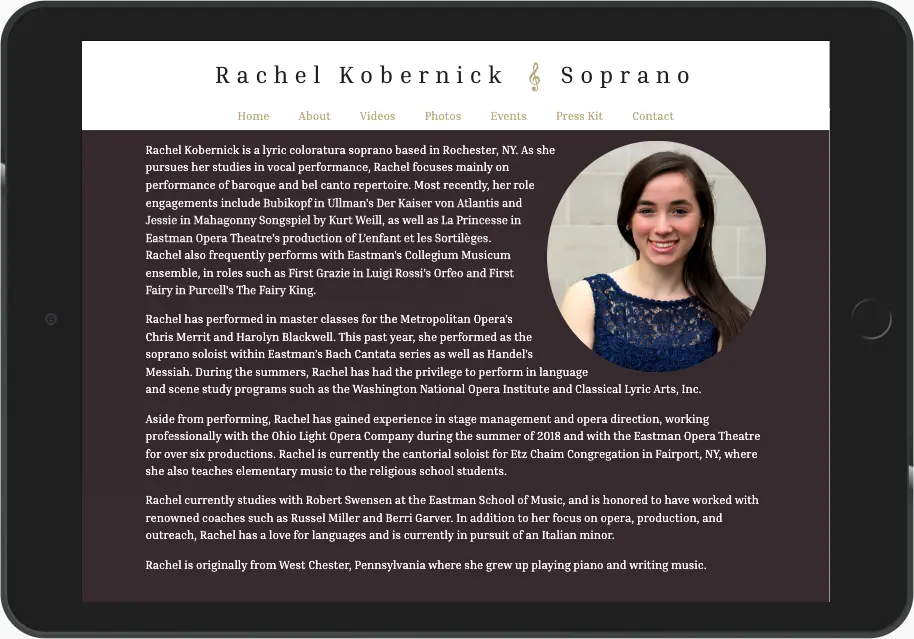 Rachel Kobernick Soprano
Home About Videos Photos Events Press Kit Contact
Rachel Kobernick is a lyric coloratura soprano based in Rochester, NY. As she
pursues her studies in vocal performance, Rachel focuses mainly on
performance of baroque and bel canto repertoire. Most recently, her role
engagements include Bubikopf in Ullman's Der Kaiser von Atlantis and
Jessie in Mahagonny Songspiel by Kurt Weill, as well as La Princesse in
Eastman Opera Theatre's production of L'enfant et les Sortilèges.
Rachel also frequently performs with Eastman's Collegium Musicum
ensemble, in roles such as First Grazie in Luigi Rossi's Orfeo and First
Fairy in Purcell's The Fairy King.
Rachel has performed in master classes for the Metropolitan Opera's
Chris Merrit and Harolyn Blackwell. This past year, she performed as the
soprano soloist within Eastman's Bach Cantata series as well as Handel's
Messiah. During the summers, Rachel has had the privilege to perform in language
and scene study programs such as the Washington National Opera Institute and Classical Lyric Arts, Inc.
Aside from performing, Rachel has gained experience in stage management and opera direction, working
professionally with the Ohio Light Opera Company during the summer of 2018 and with the Eastman Opera Theatre
for over six productions. Rachel is currently the cantorial soloist for Etz Chaim Congregation in Fairport, NY, where
she also teaches elementary music to the religious school students.
Rachel currently studies with Robert Swensen at the Eastman School of Music, and is honored to have worked with
renowned coaches such as Russel Miller and Berri Garver. In addition to her focus on opera, production, and
outreach, Rachel has a love for languages and is currently in pursuit of an Italian minor.
Rachel is originally from West Chester, Pennsylvania where she grew up playing piano and writing music.